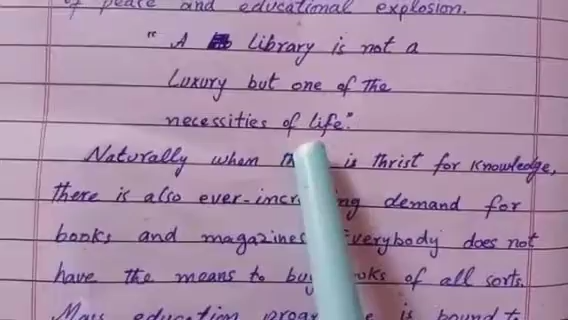 of peace and educational explosion.
" A Library is not a
Luxury but one of the
necessities of life".
Naturally when is thrist for knowledge,
there is also demand for
books and magazines everybody does not
have the means to of all sorts.
Mass education is bound to